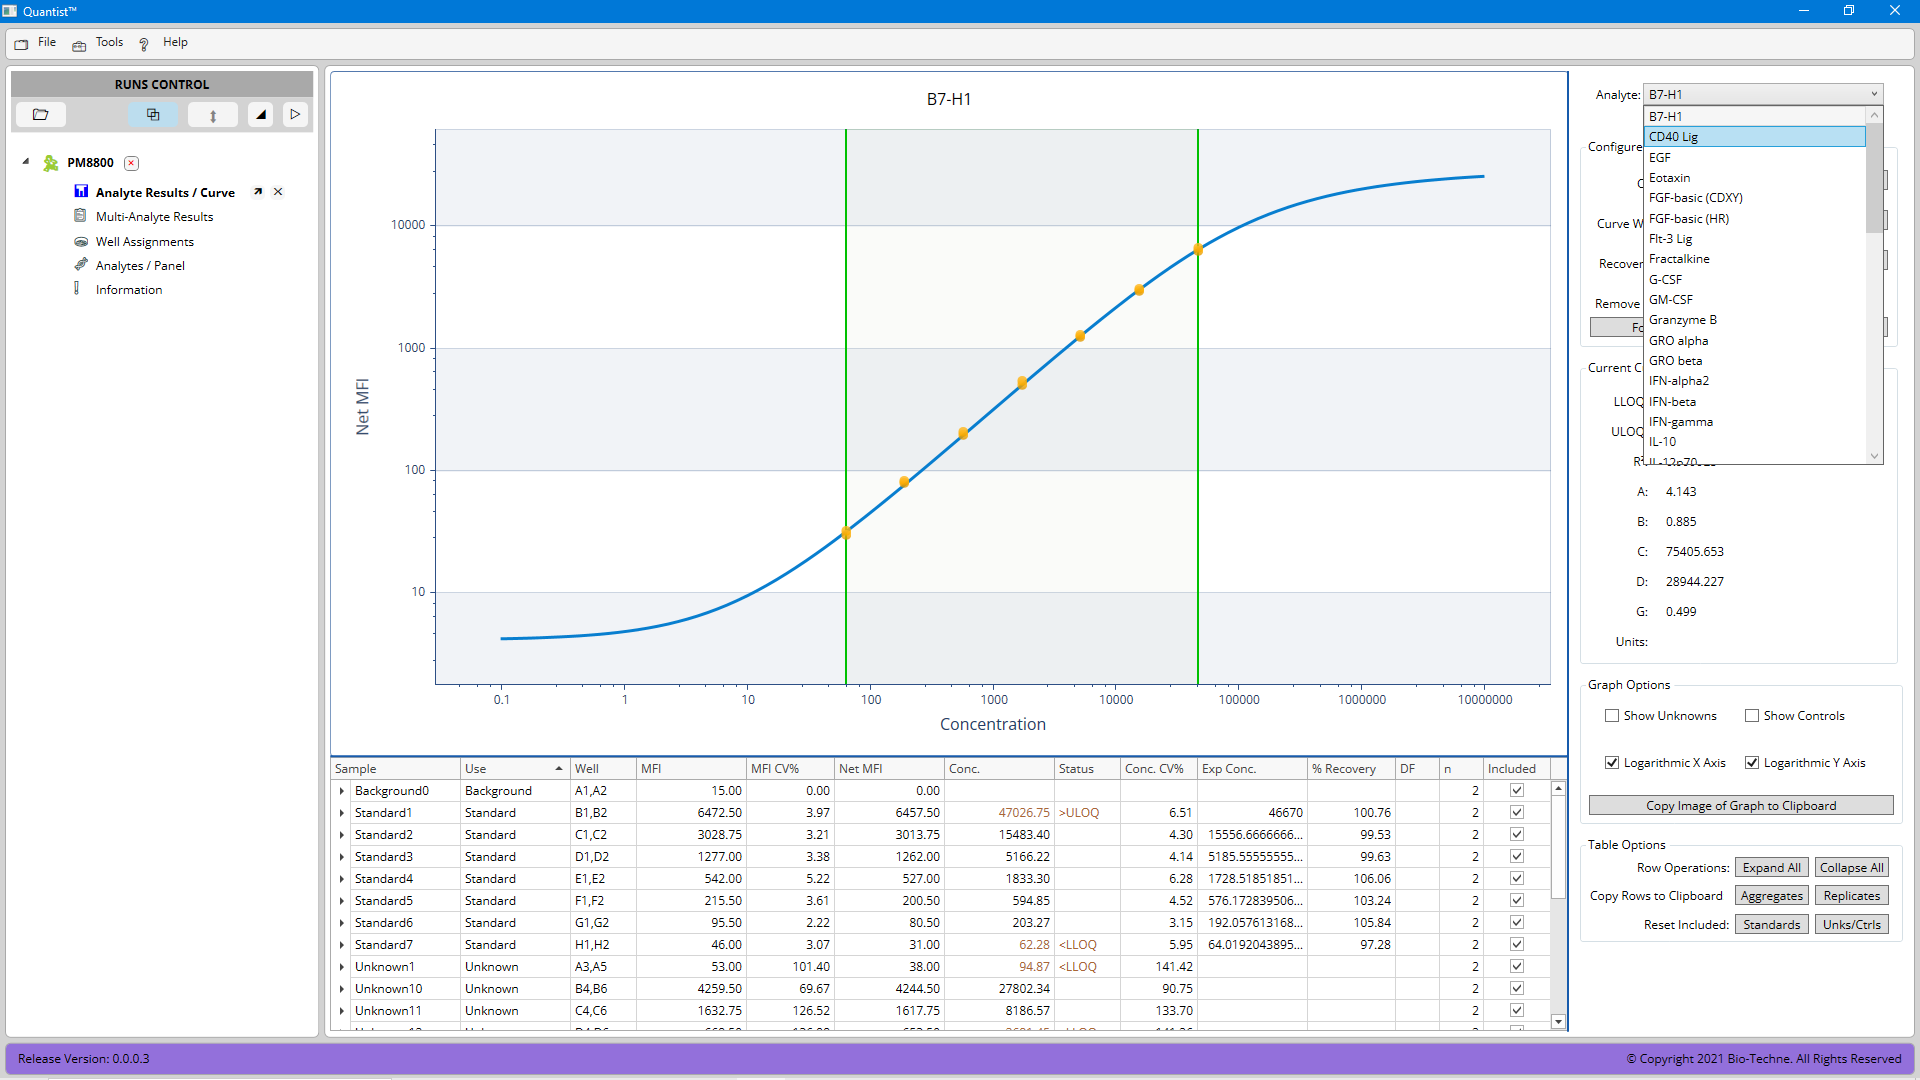 Quantist™
File Tools ? Help
RUNS CONTROL
PM8800
Analyte Results / Curve
Multi-Analyte Results
Well Assignments
Analytes / Panel
Information
B7-H1
Net MFI
10000
1000
100
10
0.1 1 10 100 1000 10000 100000 1000000 10000000
Concentration
Sample Use Well MFI MFI CV% Net MFI Conc. Status Conc. CV% Exp Conc. % Recovery DF n Included
Background0 Background A1,A2 15.00 0.00 0.00 2
Standard1 Standard B1,B2 6472.50 3.97 6457.50 47026.75 >ULOQ 6.51 46670 100.76 2
Standard2 Standard C1,C2 3028.75 3.21 3013.75 15483.40 4.30 15556.6666666... 99.53 2
Standard3 Standard D1,D2 1277.00 3.38 1262.00 5166.22 4.14 5185.55555555... 99.63 2
Standard4 Standard E1,E2 542.00 5.22 527.00 1833.30 6.28 1728.51851851... 106.06 2
Standard5 Standard F1,F2 215.50 3.61 200.50 594.85 4.52 576.172839506... 103.24 2
Standard6 Standard G1,G2 95.50 2.22 80.50 203.27 3.15 192.057613168... 105.84 2
Standard7 Standard H1,H2 46.00 3.07 31.00 62.28 <LLOQ 5.95 64.0192043895... 97.28 2
Unknown1 Unknown A3,A5 53.00 101.40 38.00 94.87 <LLOQ 141.42 2
Unknown10 Unknown B4,B6 4259.50 69.67 4244.50 27802.34 90.75 2
Unknown11 Unknown C4,C6 1632.75 126.52 1617.75 8186.57 133.70 2
Analyte: B7-H1
B7-H1
CD40 Lig
EGF
Eotaxin
FGF-basic (CDXY)
FGF-basic (HR)
Flt-3 Lig
Fractalkine
G-CSF
GM-CSF
Granzyme B
GRO alpha
GRO beta
IFN-alpha2
IFN-beta
IFN-gamma
IL-10
IL-12p70
Configure
Curve W
Recover
Remove
Fo
Current C
LLOQ
ULOQ
A: 4.143
B: 0.885
C: 75405.653
D: 28944.227
G: 0.499
Units:
Graph Options
Show Unknowns Show Controls
Logarithmic X Axis Logarithmic Y Axis
Copy Image of Graph to Clipboard
Table Options
Row Operations: Expand All Collapse All
Copy Rows to Clipboard Aggregates Replicates
Reset Included: Standards Unks/Ctrls
Release Version: 0.0.0.3
© Copyright 2021 Bio-Techne. All Rights Reserved